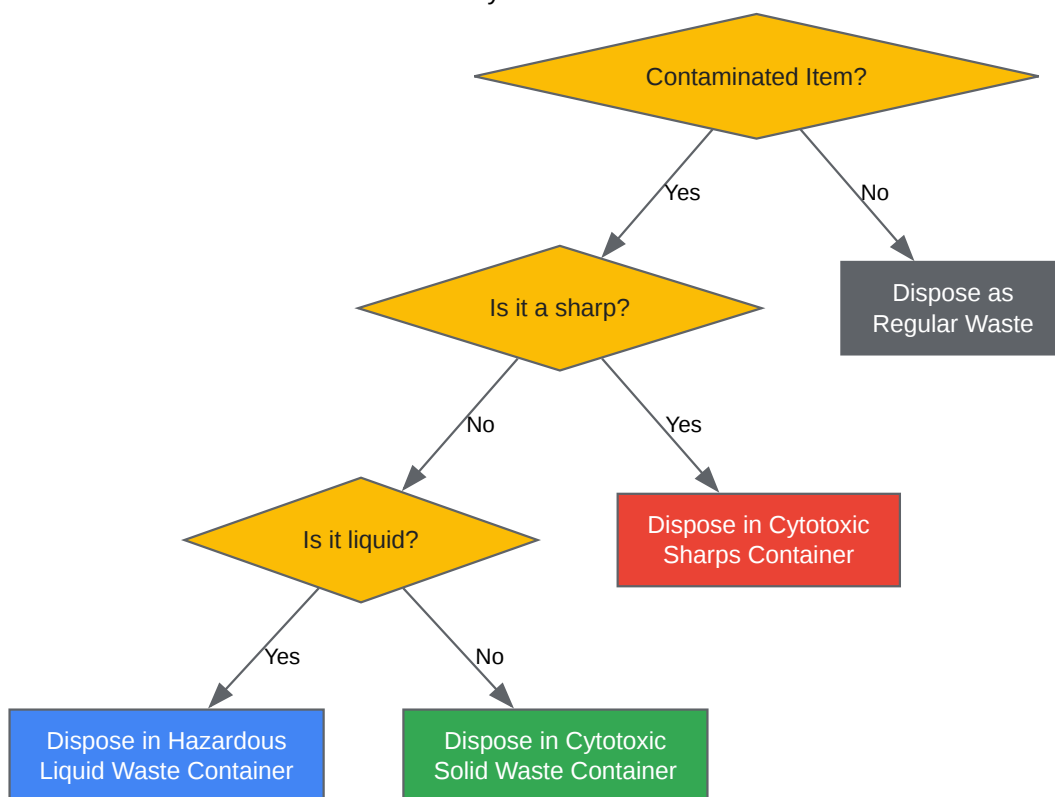 Contaminated Item?
Yes
No
Is it a sharp?
Dispose as
Regular Waste
No
Yes
Is it liquid?
Dispose in Cytotoxic
Sharps Container
Yes
No
Dispose in Hazardous
Liquid Waste Container
Dispose in Cytotoxic
Solid Waste Container